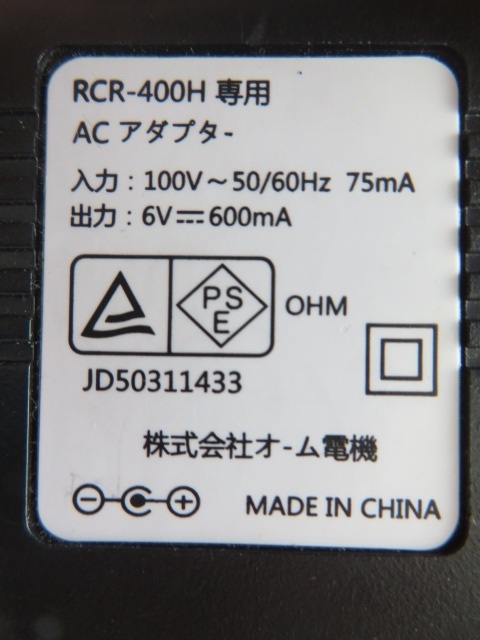 RCR-400H 専用
AC アダプタ-
入力：100V～50/60Hz 75mA
出力：6V⎓600mA
PS
E
OHM
JD50311433
株式会社オ-ム電機
MADE IN CHINA